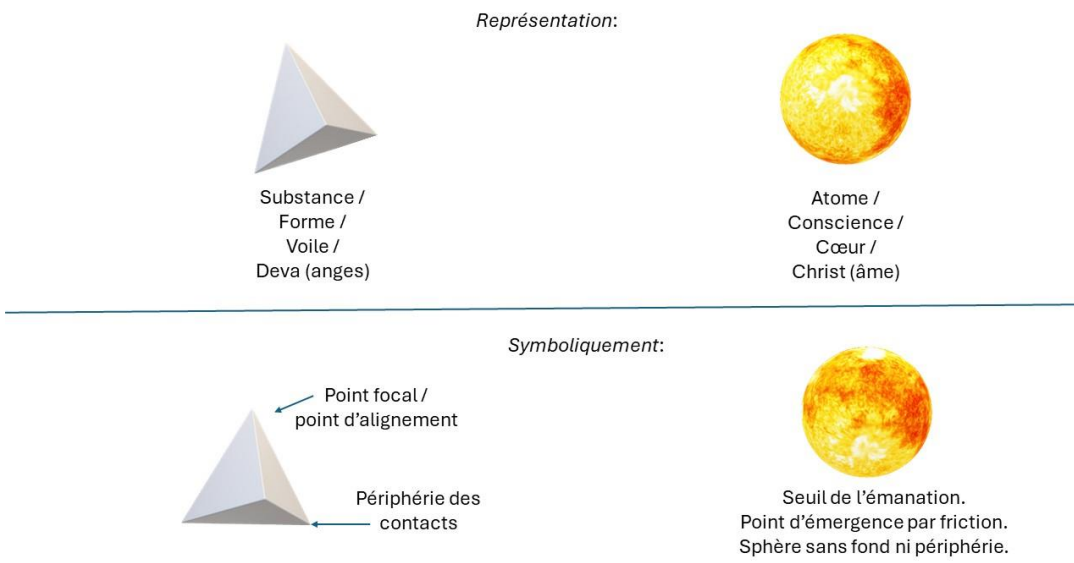 Représentation:
Substance /
Forme /
Voile /
Deva (anges)
Atome /
Conscience /
Cœur /
Christ (âme)
Symboliquement:
Point focal /
point d’alignement
Périphérie des
contacts
Seuil de l’émanation.
Point d’émergence par friction.
Sphère sans fond ni périphérie.